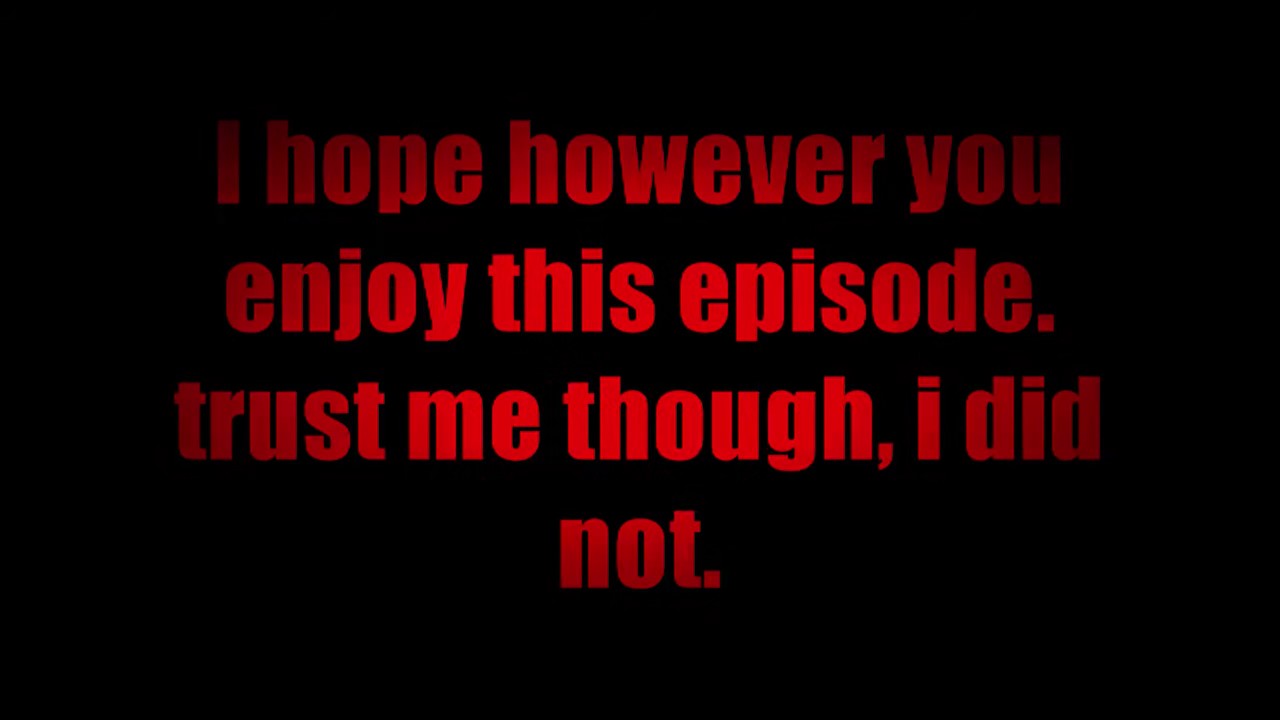 I hope however you
enjoy this episode.
trust me though, i did
not.